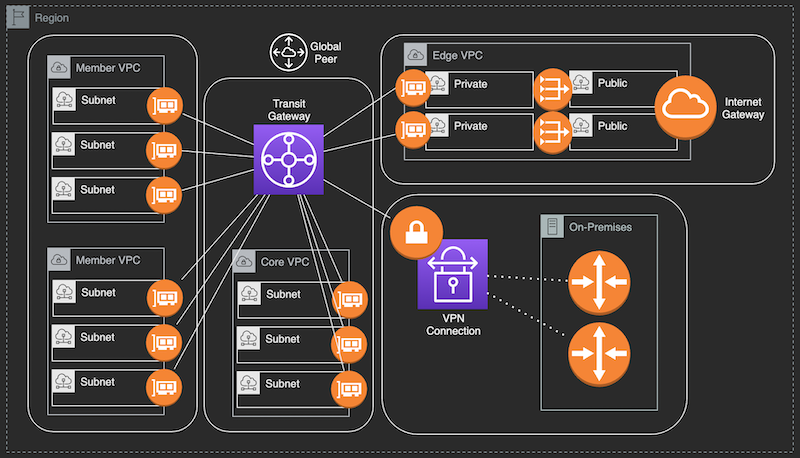 Region
Member VPC
Subnet
Subnet
Subnet
Member VPC
Subnet
Subnet
Subnet
Global
Peer
Transit
Gateway
Core VPC
Subnet
Subnet
Subnet
Edge VPC
Private
Public
Private
Public
Internet
Gateway
VPN
Connection
On-Premises